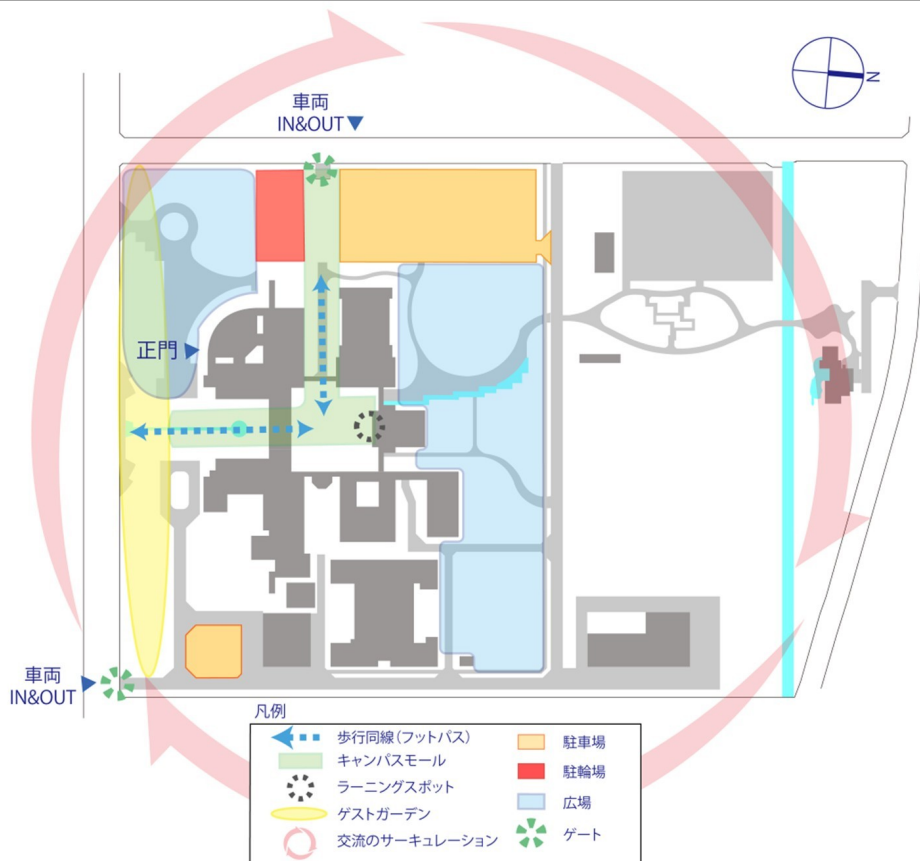 車両
IN&OUT▼
N
正門▶
車両
IN&OUT▶
凡例
歩行同線(フットパス)
キャンパスモール
ラーニングスポット
ゲストガーデン
交流のサーキュレーション
駐車場
駐輪場
広場
ゲート